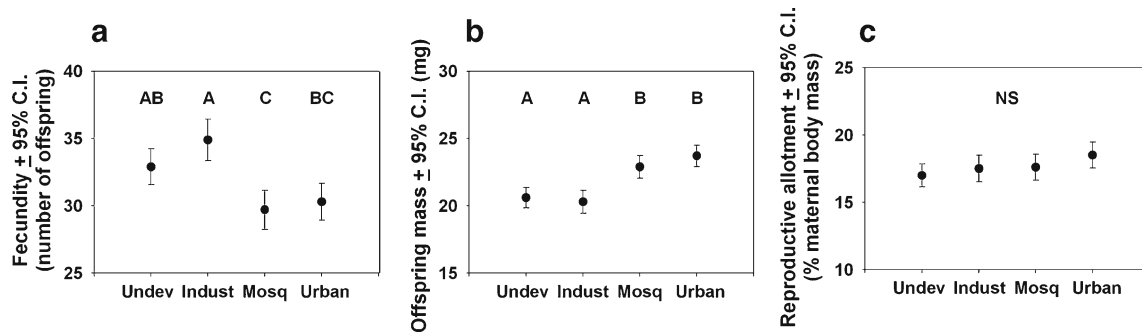 a
Fecundity ± 95% C.I.
(number of offspring)
40
35
30
25
AB A C BC
Undev Indust Mosq Urban
b
Offspring mass ± 95% C.I. (mg)
30
20
10
A A B B
Undev Indust Mosq Urban
c
Reproductive allotment ± 95% C.I.
(% maternal body mass)
25
20
15
10
NS
Undev Indust Mosq Urban